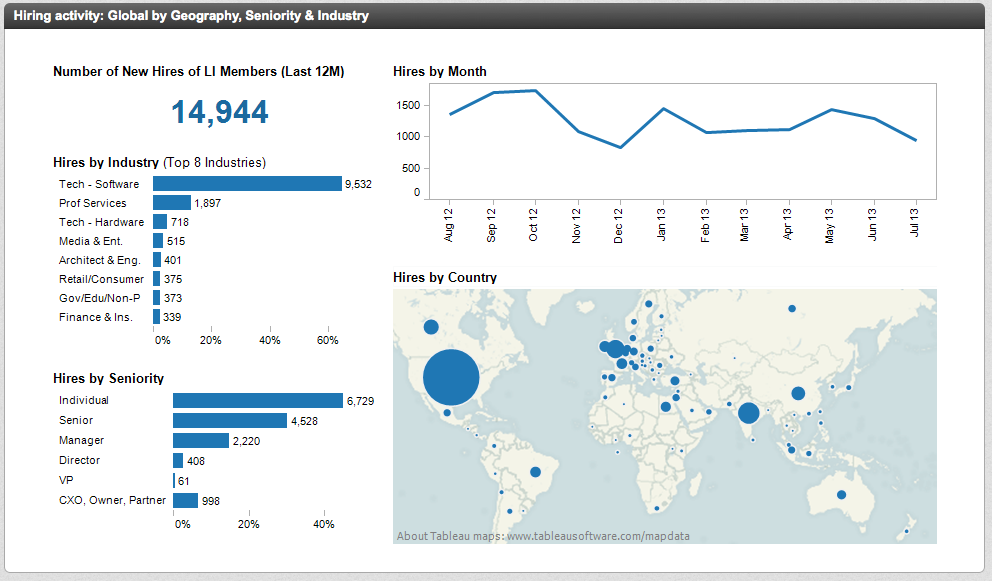 Hiring activity: Global by Geography, Seniority & Industry
Number of New Hires of LI Members (Last 12M)
14,944
Hires by Industry (Top 8 Industries)
Tech - Software 9,532
Prof Services 1,897
Tech - Hardware 718
Media & Ent. 515
Architect & Eng. 401
Retail/Consumer 375
Gov/Edu/Non-P 373
Finance & Ins. 339
0% 20% 40% 60%
Hires by Seniority
Individual 6,729
Senior 4,528
Manager 2,220
Director 408
VP 61
CXO, Owner, Partner 998
0% 20% 40%
Hires by Month
1500
1000
500
0
Aug 12 Sep 12 Oct 12 Nov 12 Dec 12 Jan 13 Feb 13 Mar 13 Apr 13 May 13 Jun 13 Jul 13
Hires by Country
About Tableau maps: www.tableausoftware.com/mapdata